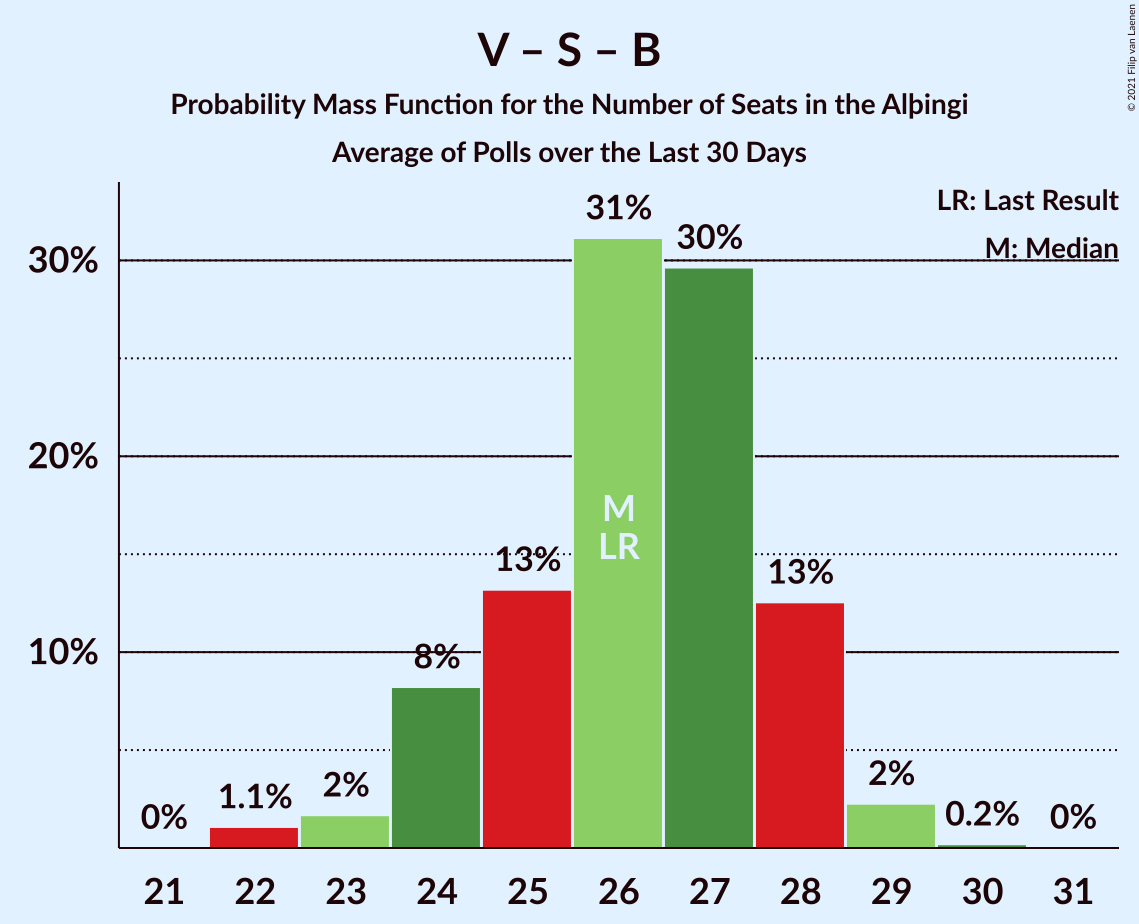 V – S – B
Probability Mass Function for the Number of Seats in the Alþingi
Average of Polls over the Last 30 Days
© 2021 Filip van Laenen
LR: Last Result
M: Median
30%
20%
10%
0%
1.1%
2%
8%
13%
31%
30%
13%
2%
0.2%
0%
M
LR
21 22 23 24 25 26 27 28 29 30 31